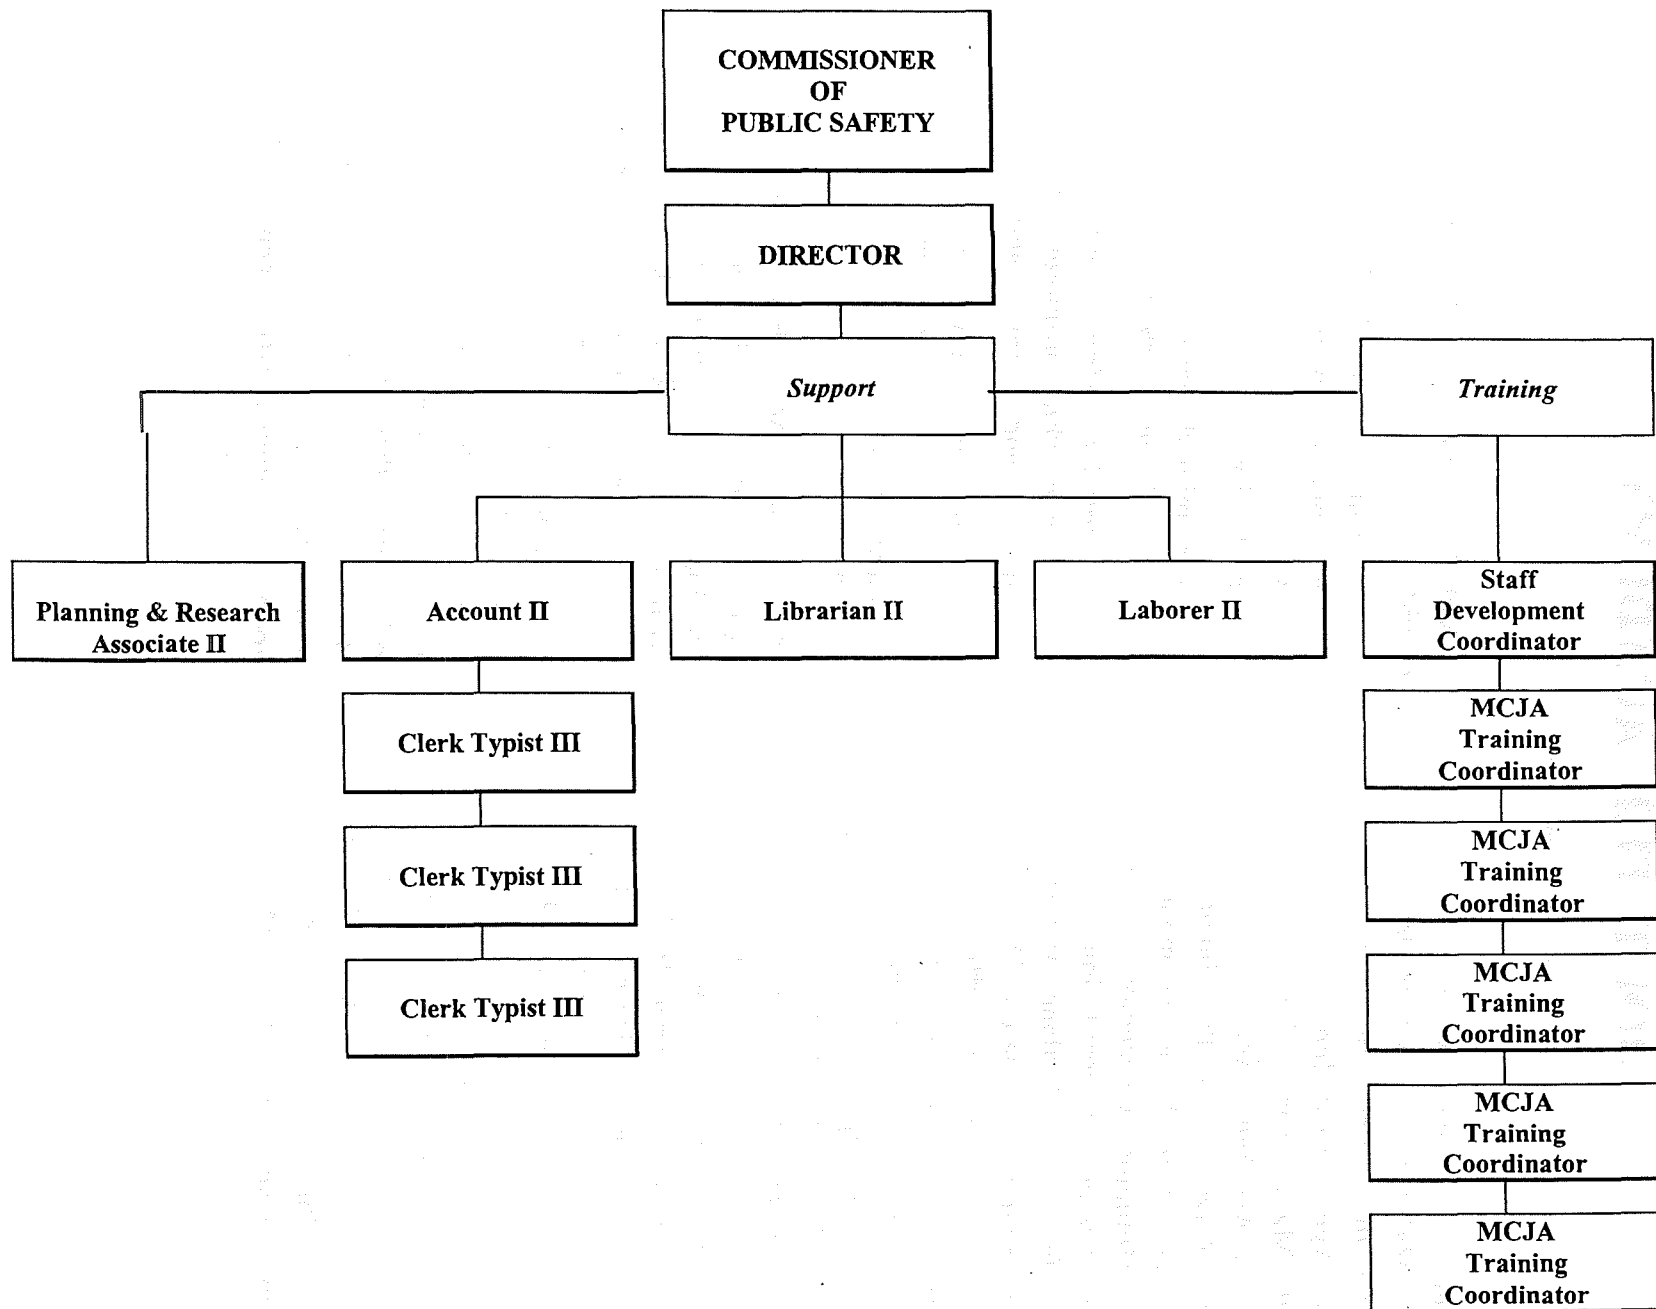 COMMISSIONER
OF
PUBLIC SAFETY
DIRECTOR
Support
Training
Planning & Research
Associate II
Account II
Librarian II
Laborer II
Staff
Development
Coordinator
Clerk Typist III
Clerk Typist III
Clerk Typist III
MCJA
Training
Coordinator
MCJA
Training
Coordinator
MCJA
Training
Coordinator
MCJA
Training
Coordinator
MCJA
Training
Coordinator